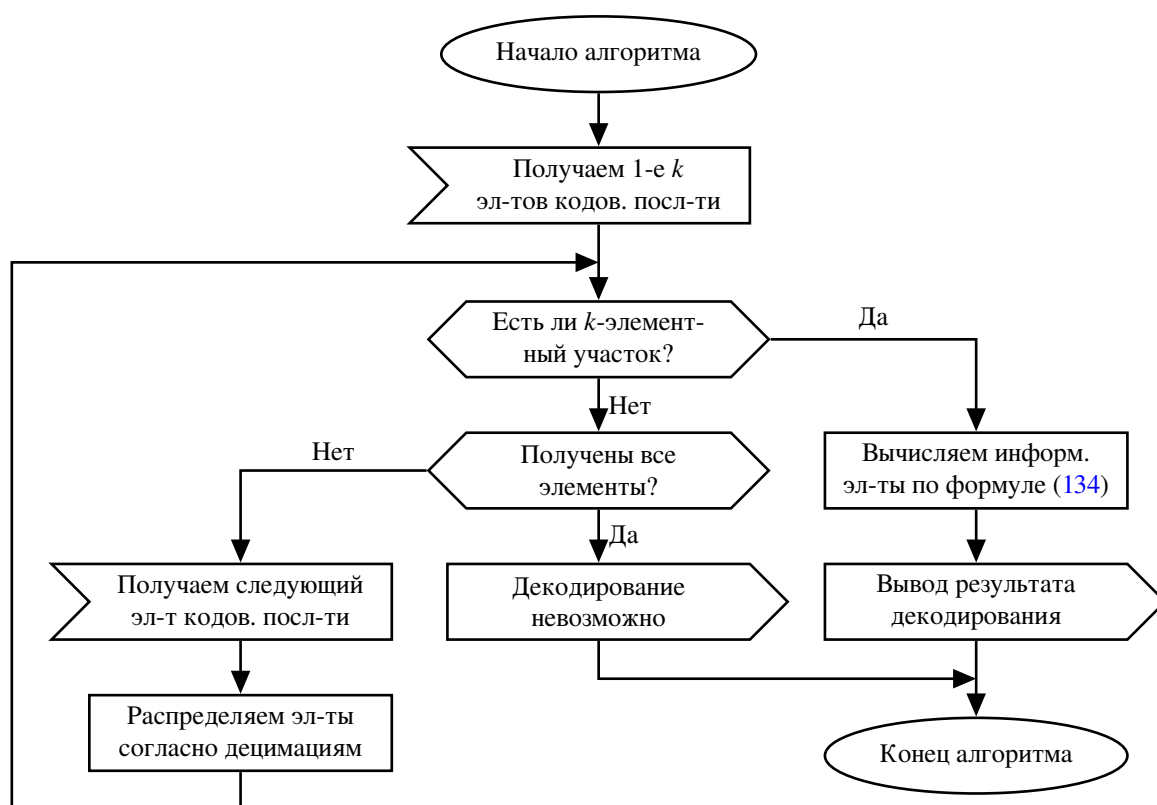 Начало алгоритма
Получаем 1-е k
эл-тов кодов. посл-ти
Есть ли k-элемент-
ный участок?
Да
Нет
Нет
Получены все
элементы?
Вычисляем информ.
эл-ты по формуле (134)
Да
Получаем следующий
эл-т кодов. посл-ти
Декодирование
невозможно
Вывод результата
декодирования
Распределяем эл-ты
согласно децимациям
Конец алгоритма